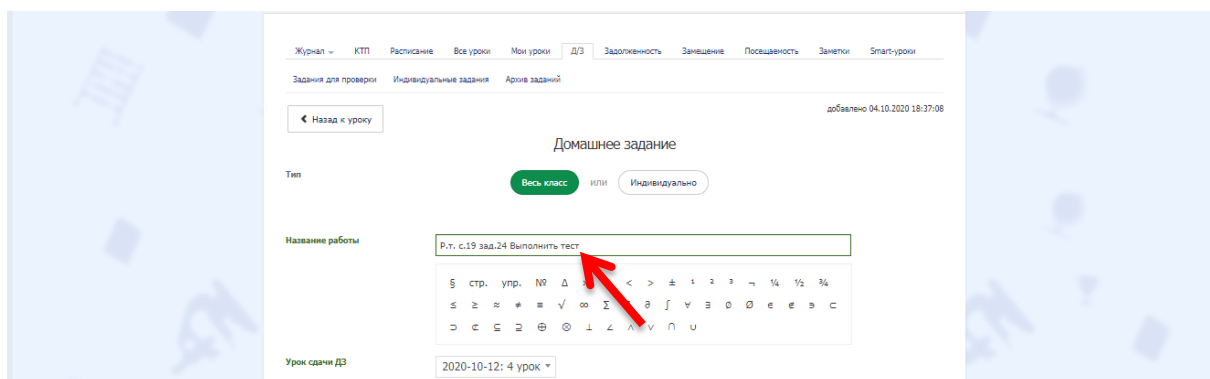 Журнал КТП Расписание Все уроки Мои уроки Д/З Задолженность Замещение Посещаемость Заметки Smart-уроки
Задания для проверки Индивидуальные задания Архив заданий
добавлено 04.10.2020 18:37:08
Назад к уроку
Домашнее задание
Тип
Весь класс или Индивидуально
Название работы
Р.т. с.19 зад.24 Выполнить тест
§ стр. упр. № Δ < > ± ¹ ² ³ ¬ ¼ ½ ¾
≤ ≥ ≈ ≠ ≡ √ ∞ Σ ∂ ∫ ∀ ∃ ∅ Ø ∈ ∉ ∍ ⊂
⊃ ⊄ ⊆ ⊇ ⊕ ⊗ ⊥ ∠ ∧ ∨ ∩ ∪
Урок сдачи ДЗ
2020-10-12: 4 урок